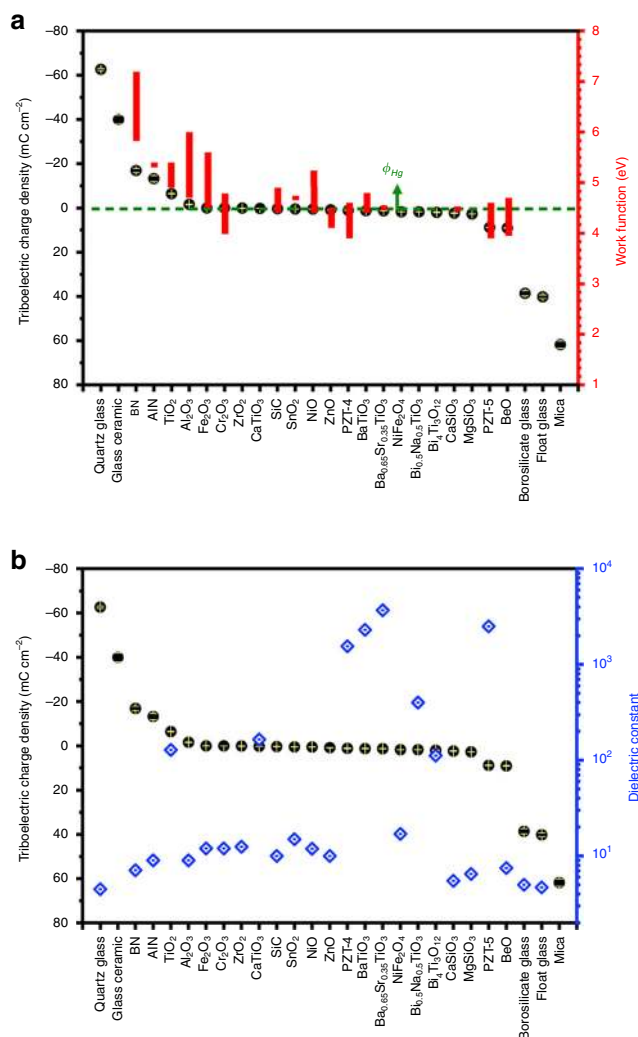 a
Triboelectric charge density (mC cm⁻²)
–80
–60
–40
–20
0
20
40
60
80
ϕHg
8
7
6
5
4
3
2
1
Work function (eV)
Quartz glass
Glass ceramic
BN
AlN
TiO₂
Al₂O₃
Fe₂O₃
Cr₂O₃
ZrO₂
CaTiO₃
SiC
SnO₂
NiO
ZnO
PZT-4
BaTiO₃
Ba₀.₆₅Sr₀.₃₅TiO₃
NiFe₂O₄
Bi₀.₅Na₀.₅TiO₃
Bi₄Ti₃O₁₂
CaSiO₃
MgSiO₃
PZT-5
BeO
Borosilicate glass
Float glass
Mica
b
Triboelectric charge density (mC cm⁻²)
–80
–60
–40
–20
0
20
40
60
80
10⁴
10³
10²
10¹
Dielectric constant
Quartz glass
Glass ceramic
BN
AlN
TiO₂
Al₂O₃
Fe₂O₃
Cr₂O₃
ZrO₂
CaTiO₃
SiC
SnO₂
NiO
ZnO
PZT-4
BaTiO₃
Ba₀.₆₅Sr₀.₃₅TiO₃
NiFe₂O₄
Bi₀.₅Na₀.₅TiO₃
Bi₄Ti₃O₁₂
CaSiO₃
MgSiO₃
PZT-5
BeO
Borosilicate glass
Float glass
Mica